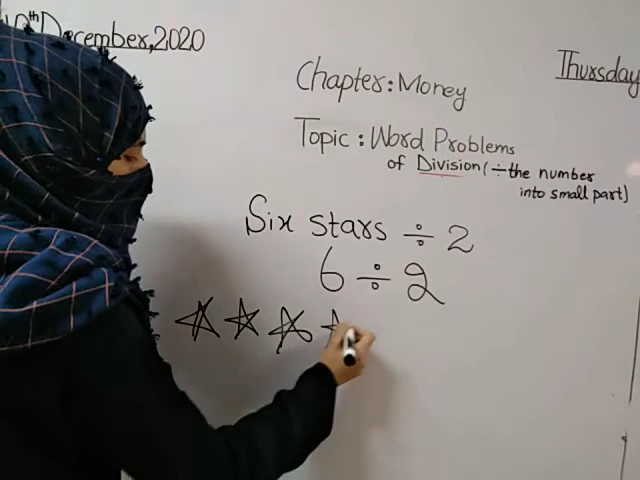 10th December, 2020
Thursday
Chapter: Money
Topic: Word Problems
of Division (÷ the number
into small part)
Six stars ÷ 2
6 ÷ 2